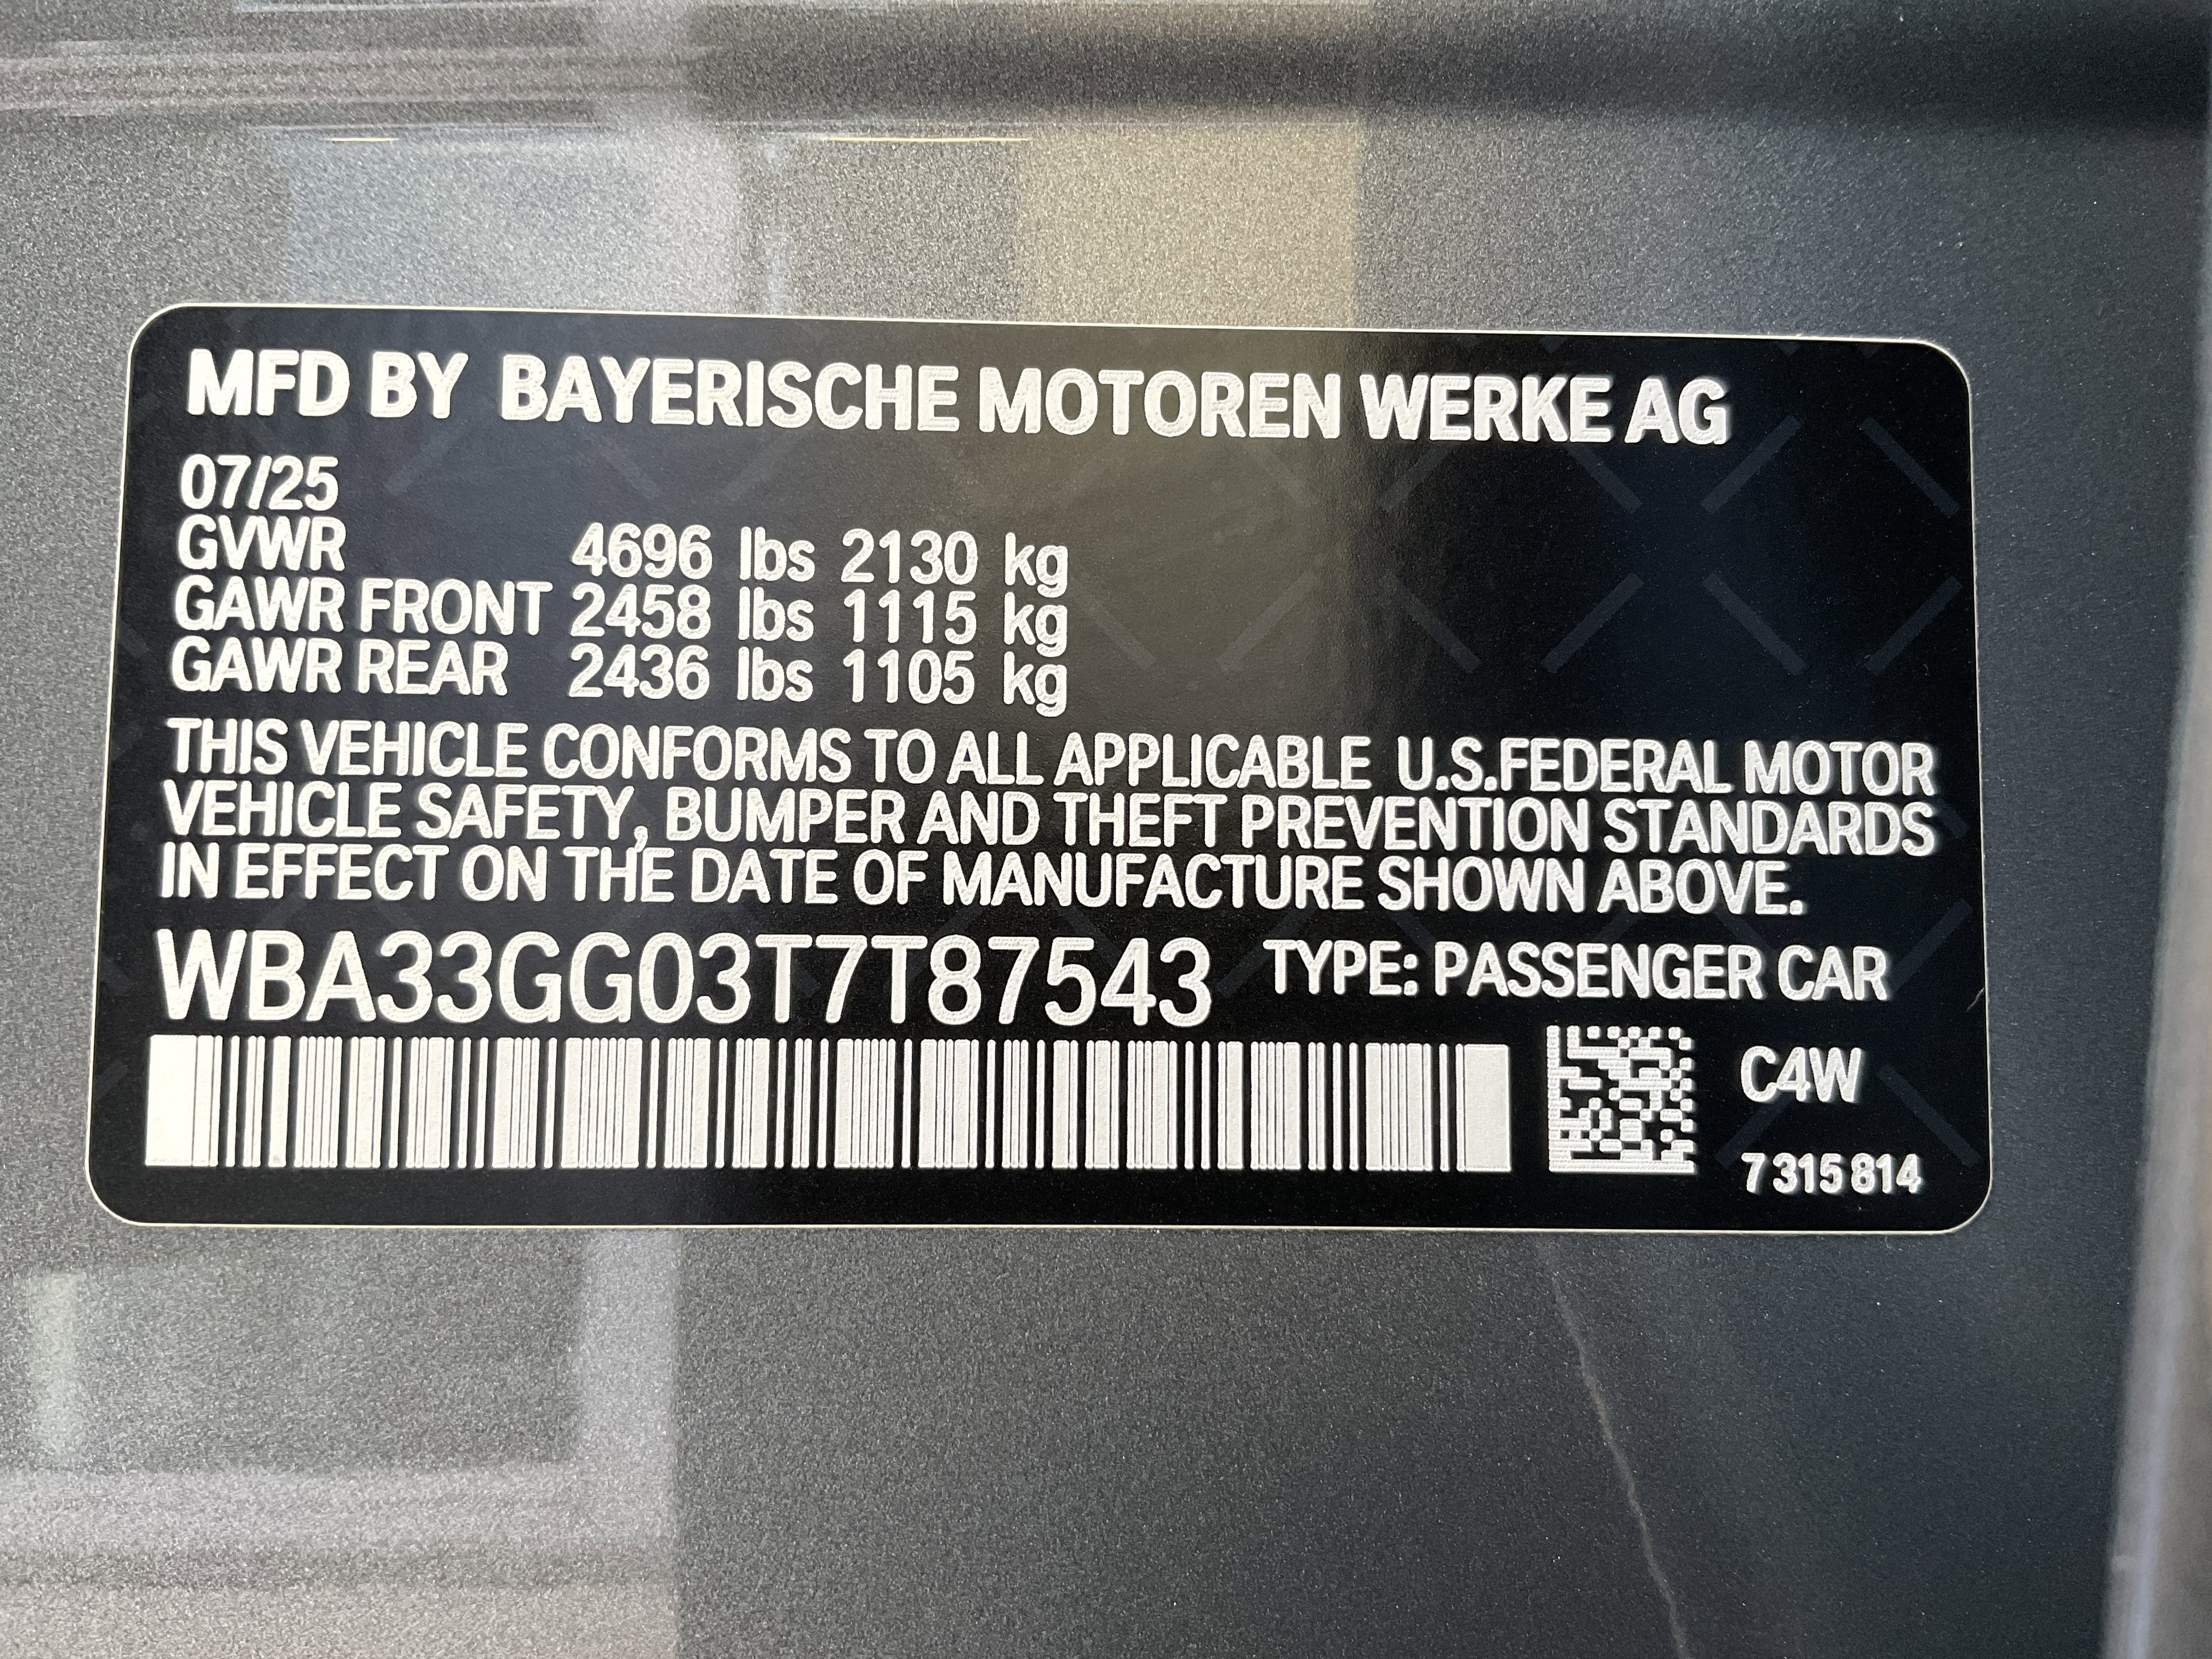 MFD BY BAYERISCHE MOTOREN WERKE AG
07/25
GVWR 4696 lbs 2130 kg
GAWR FRONT 2458 lbs 1115 kg
GAWR REAR 2436 lbs 1105 kg
THIS VEHICLE CONFORMS TO ALL APPLICABLE U.S.FEDERAL MOTOR
VEHICLE SAFETY, BUMPER AND THEFT PREVENTION STANDARDS
IN EFFECT ON THE DATE OF MANUFACTURE SHOWN ABOVE.
WBA33GG03T7T87543 TYPE: PASSENGER CAR
C4W
7 315 814